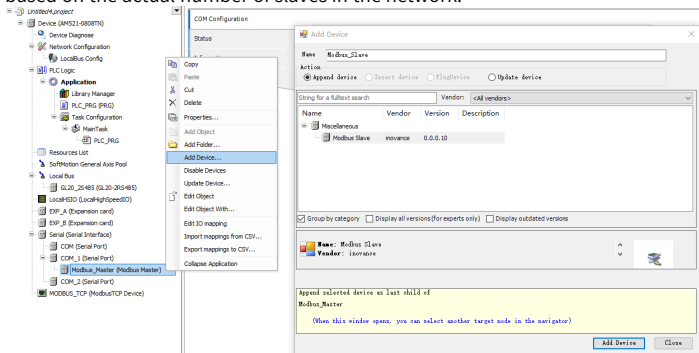 based on the actual number of slaves in the network.
Untitled4.project
Device (AM521-0808TN)
Device Diagnose
Network Configuration
LocalBus Config
PLC Logic
Application
Library Manager
PLC_PRG (PRG)
Task Configuration
MainTask
PLC_PRG
Resources List
SoftMotion General Axis Pool
Local Bus
GL20_2S485 (GL20-2RS485)
LocalHSIO (LocalHighSpeedIO)
EXP_A (Expansion card)
EXP_B (Expansion card)
Serial (Serial Interface)
COM (Serial Port)
COM_1 (Serial Port)
Modbus_Master (Modbus Master)
COM_2 (Serial Port)
MODBUS_TCP (ModbusTCP Device)
Copy
Paste
Cut
Delete
Properties...
Add Object
Add Folder...
Add Device...
Disable Devices
Update Device...
Edit Object
Edit Object With...
Edit IO mapping
Import mappings from CSV...
Export mappings to CSV...
Collapse Application
COM Configuration
Status
Add Device
Name Modbus_Slave
Action
Append device Insert device PlugDevice Update device
String for a fulltext search Vendor: <All vendors>
Name Vendor Version Description
Miscellaneous
Modbus Slave inovance 0.0.0.10
Group by category Display all versions(for experts only) Display outdated versions
Name: Modbus Slave
Vendor: inovance
Append selected device as last child of
Modbus_Master
(When this window opens, you can select another target node in the navigator)
Add Device Close